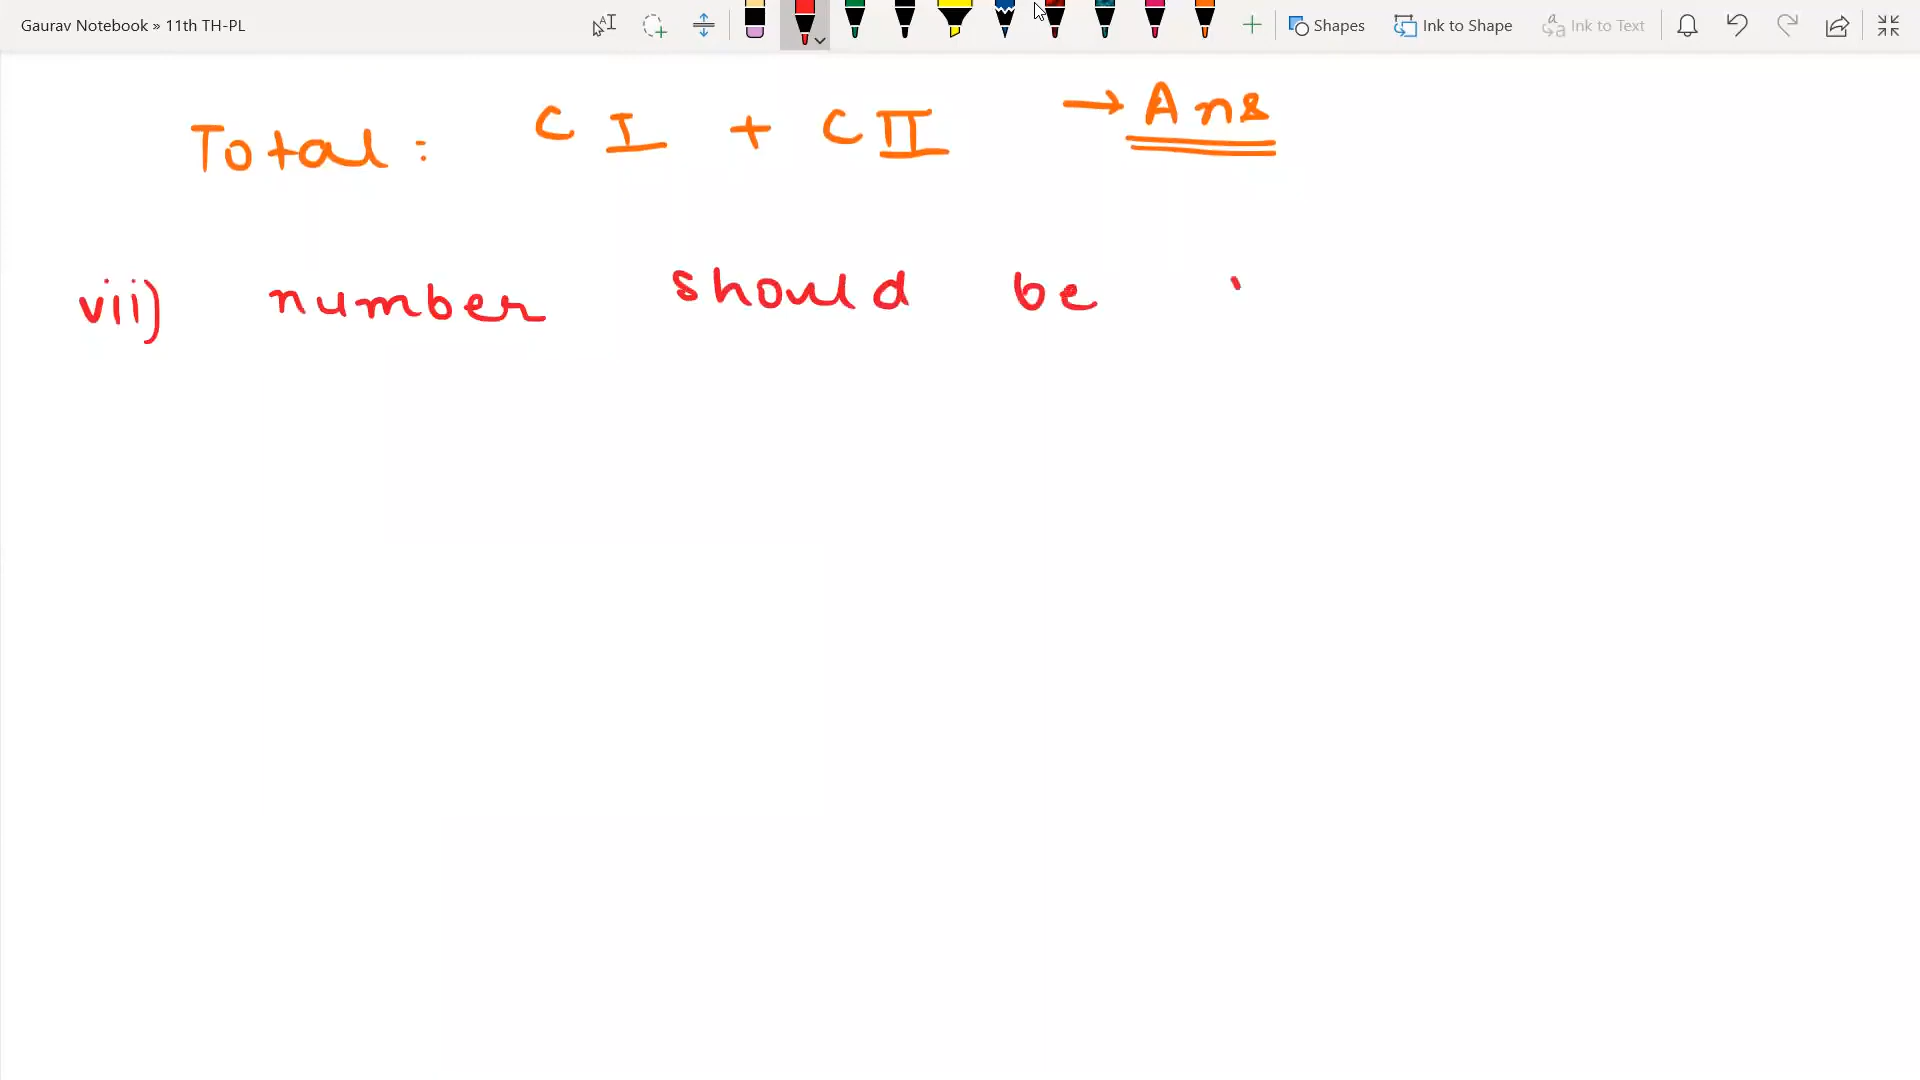 Gaurav Notebook » 11th TH-PL
Shapes
Ink to Shape
Ink to Text
Total: C I + C II → Ans
vii) number should be